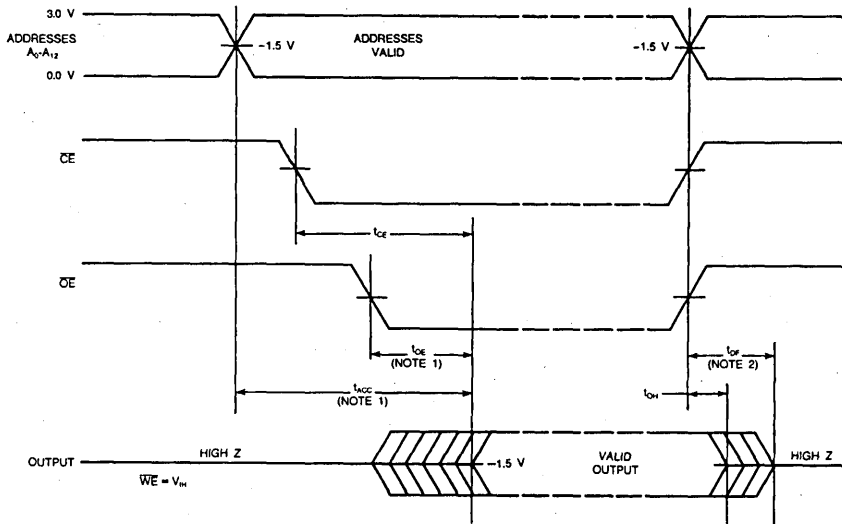 3.0 V
ADDRESSES
A0-A12
0.0 V
-1.5 V
ADDRESSES
VALID
-1.5 V
CE
tCE
OE
tOE
(NOTE 1)
tDF
(NOTE 2)
tACC
(NOTE 1)
tOH
HIGH Z
OUTPUT
-1.5 V
VALID
OUTPUT
HIGH Z
WE = VIH